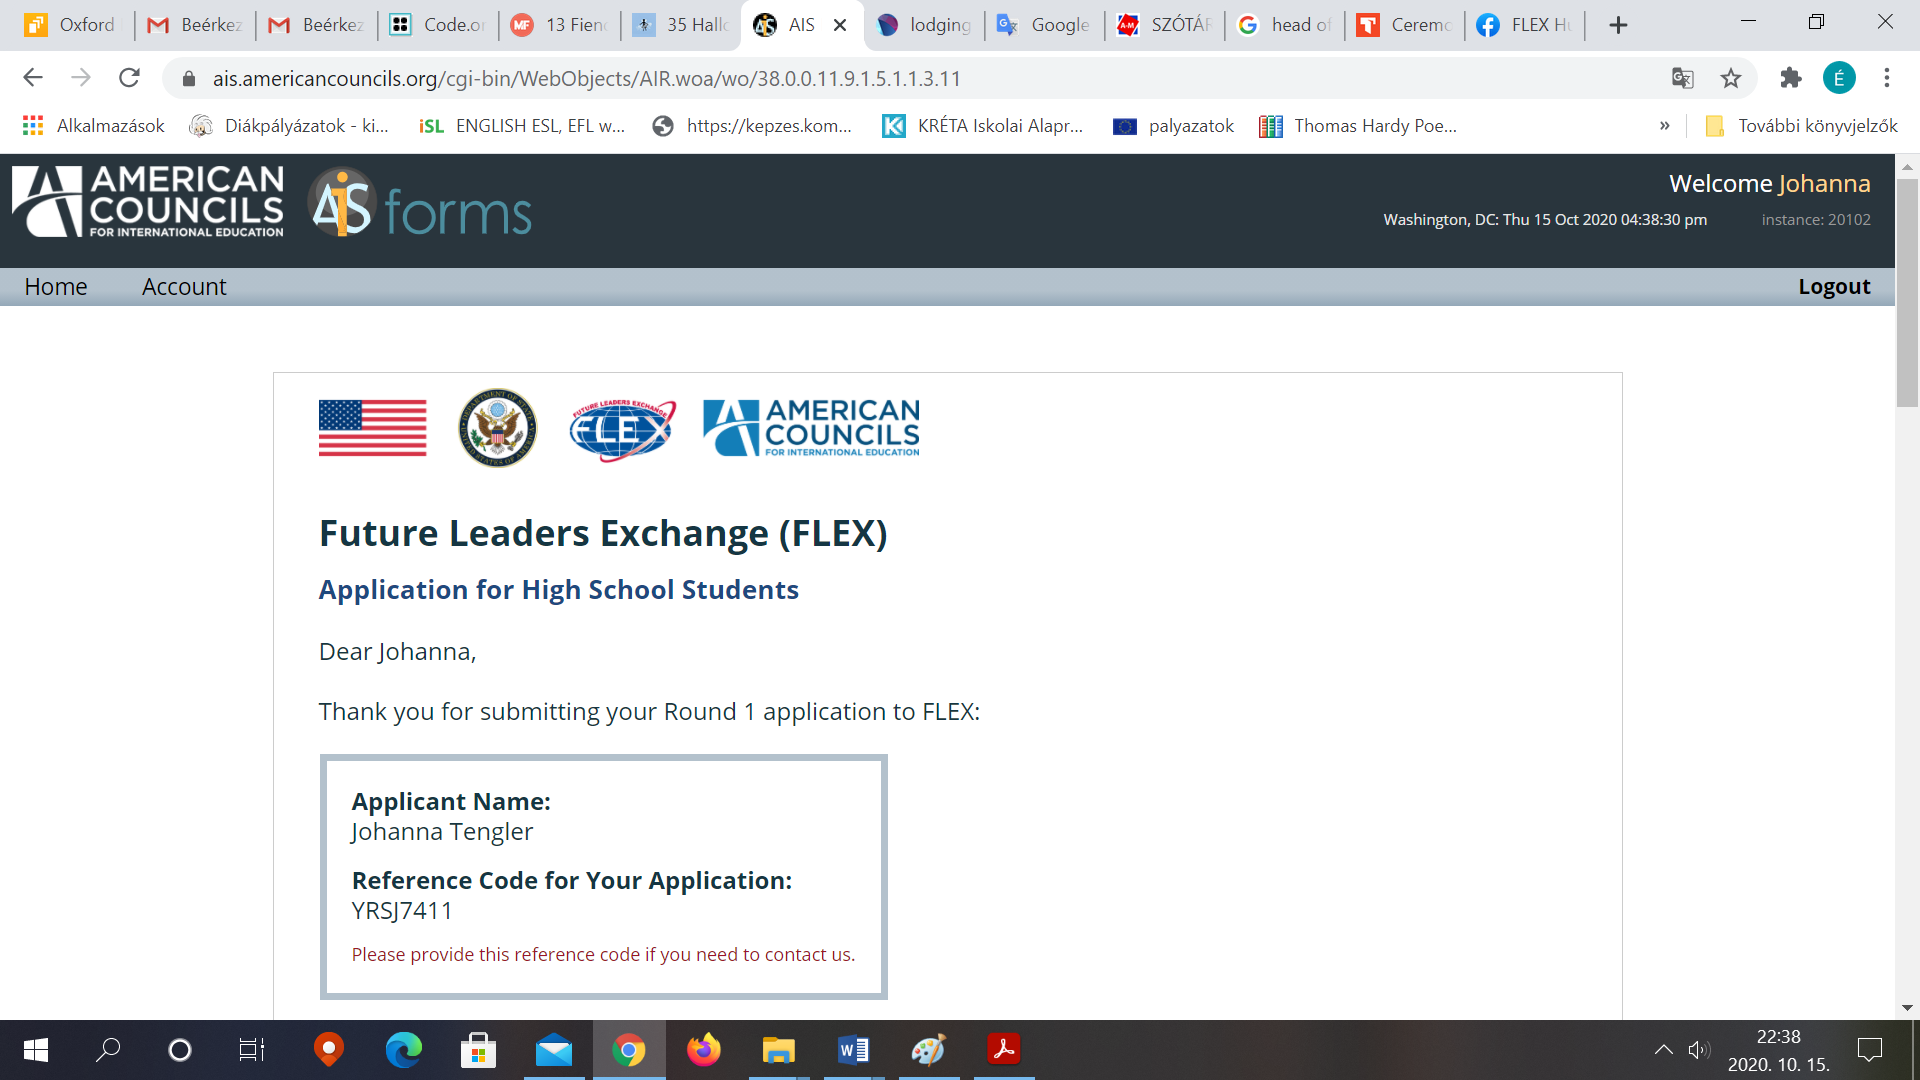 Oxford
Beérkez
Beérkez
Code.o
13 Fien
35 Hallo
AIS
lodging
Google
SZÓTÁR
head of
Ceremo
FLEX Hu
ais.americancouncils.org/cgi-bin/WebObjects/AIR.woa/wo/38.0.0.11.9.1.5.1.1.3.11
É
Alkalmazások
Diákpályázatok - ki...
iSL ENGLISH ESL, EFL w...
https://kepzes.kom...
KRÉTA Iskolai Alapr...
palyazatok
Thomas Hardy Poe...
»
További könyvjelzők
AMERICAN
COUNCILS
FOR INTERNATIONAL EDUCATION
AIS forms
Welcome Johanna
Washington, DC: Thu 15 Oct 2020 04:38:30 pm
instance: 20102
Home
Account
Logout
FUTURE LEADERS EXCHANGE
FLEX
AMERICAN
COUNCILS
FOR INTERNATIONAL EDUCATION
Future Leaders Exchange (FLEX)
Application for High School Students
Dear Johanna,
Thank you for submitting your Round 1 application to FLEX:
Applicant Name:
Johanna Tengler
Reference Code for Your Application:
YRSJ7411
Please provide this reference code if you need to contact us.
22:38
2020. 10. 15.